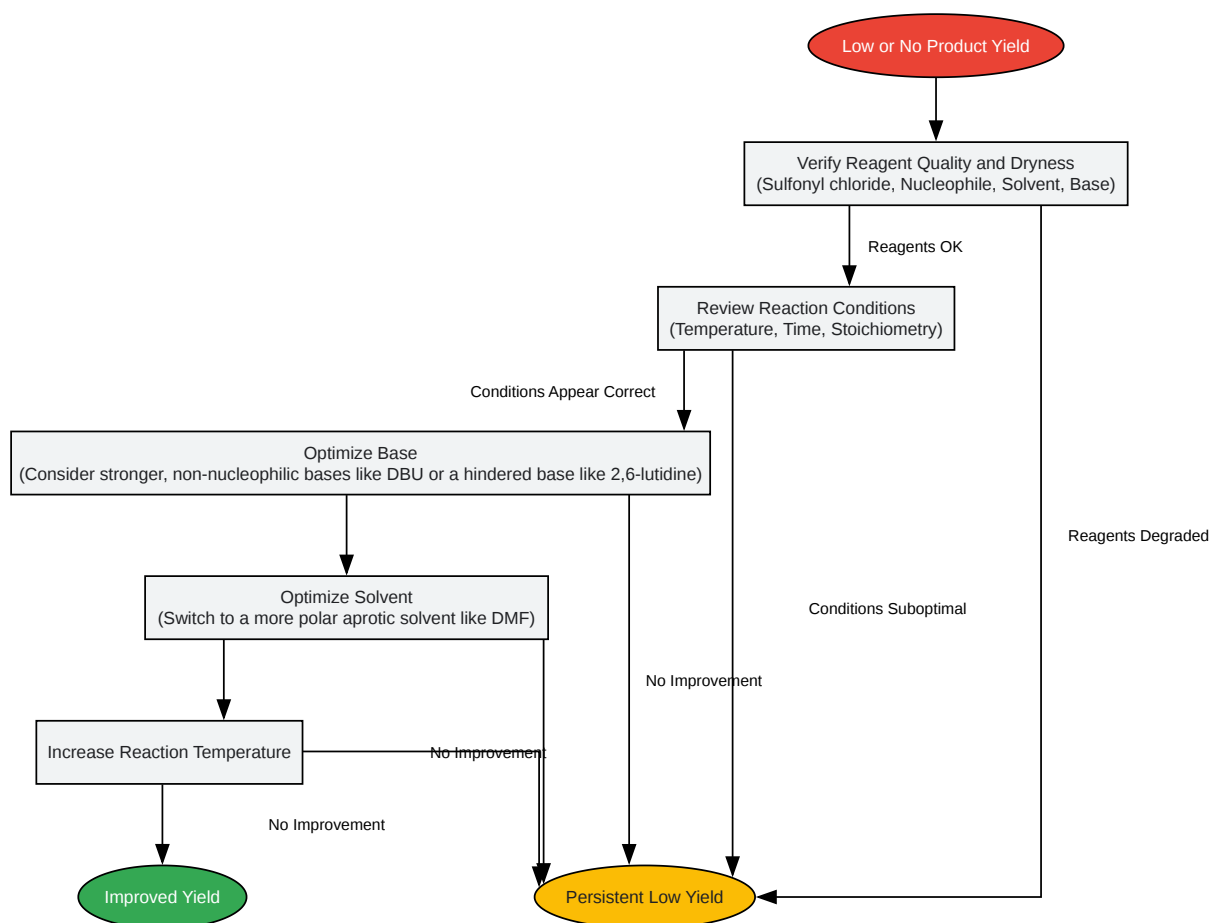 Low or No Product Yield
Verify Reagent Quality and Dryness
(Sulfonyl chloride, Nucleophile, Solvent, Base)
Reagents OK
Review Reaction Conditions
(Temperature, Time, Stoichiometry)
Conditions Appear Correct
Optimize Base
(Consider stronger, non-nucleophilic bases like DBU or a hindered base like 2,6-lutidine)
Reagents Degraded
Optimize Solvent
(Switch to a more polar aprotic solvent like DMF)
Conditions Suboptimal
No Improvement
Increase Reaction Temperature
No Improvement
No Improvement
Improved Yield
Persistent Low Yield